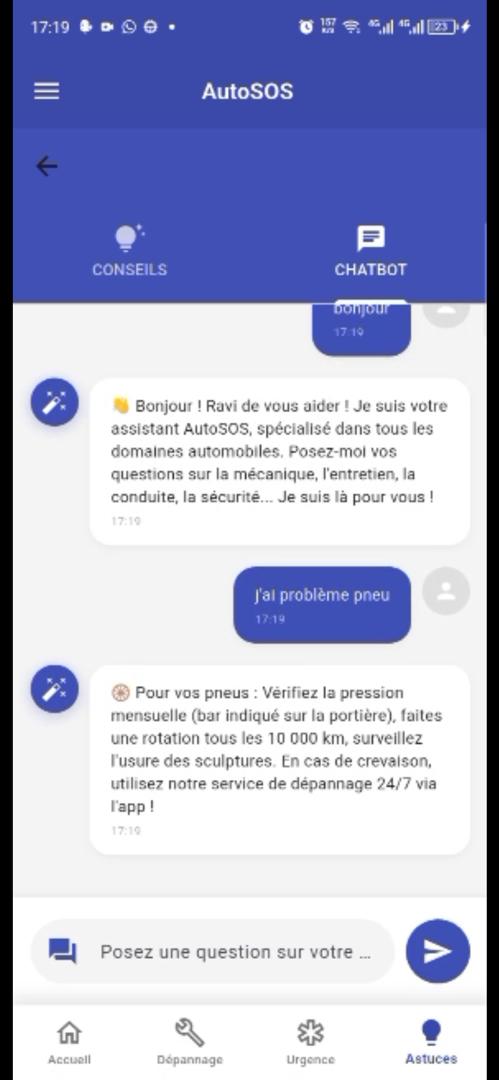 17:19
157
K/S
4G
4G
23
AutoSOS
CONSEILS
CHATBOT
bonjour
17:19
👋 Bonjour ! Ravi de vous aider ! Je suis votre
assistant AutoSOS, spécialisé dans tous les
domaines automobiles. Posez-moi vos
questions sur la mécanique, l'entretien, la
conduite, la sécurité... Je suis là pour vous !
17:19
j'ai problème pneu
17:19
🛞 Pour vos pneus : Vérifiez la pression
mensuelle (bar indiqué sur la portière), faites
une rotation tous les 10 000 km, surveillez
l'usure des sculptures. En cas de crevaison,
utilisez notre service de dépannage 24/7 via
l'app !
17:19
Posez une question sur votre ...
Accueil
Dépannage
Urgence
Astuces